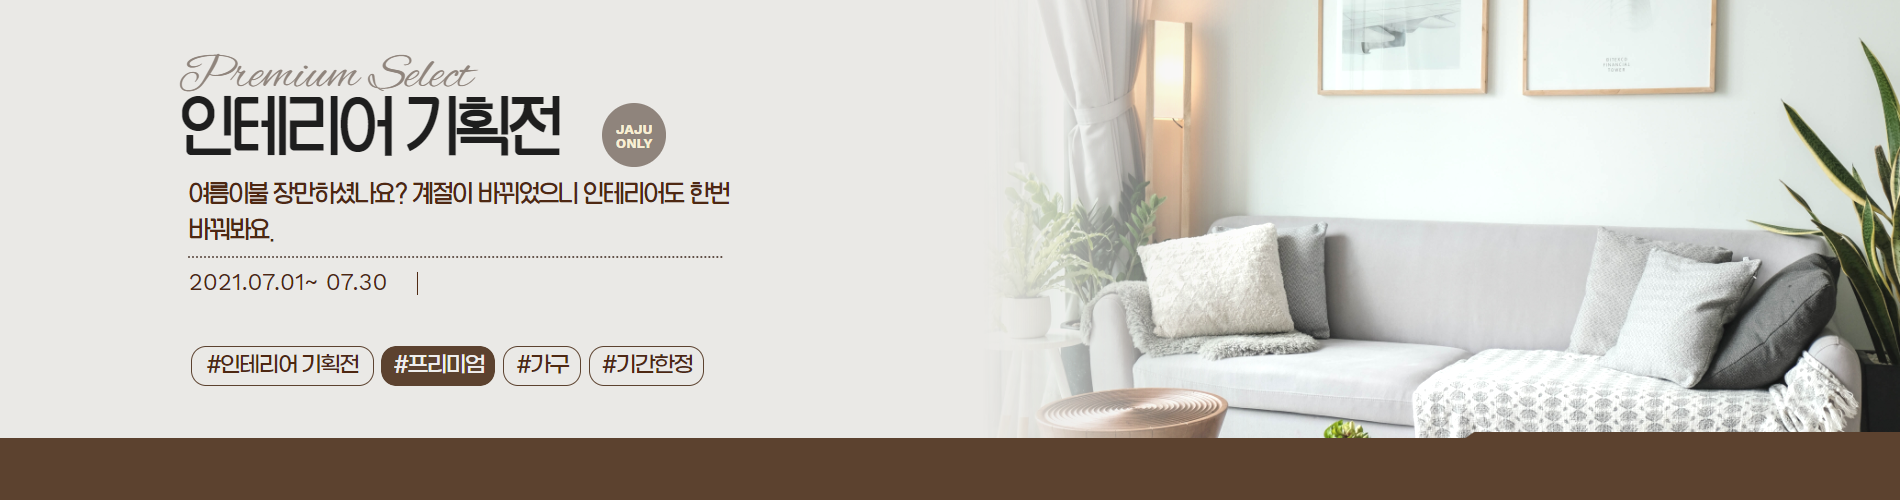 Premium Select
인테리어 기획전
JAJU
ONLY
여름이불 장만하셨나요? 계절이 바뀌었으니 인테리어도 한번
바꿔봐요.
2021.07.01~ 07.30
#인테리어 기획전 #프리미엄 #가구 #기간한정